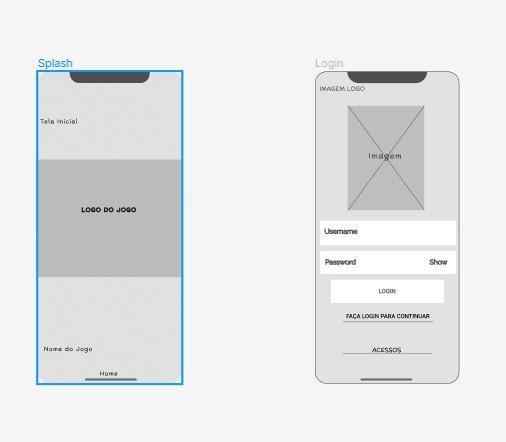 Splash
Tela Inicial
LOGO DO JOGO
Nome do Jogo
Home
Login
IMAGEM LOGO
Imagem
Username
Password Show
LOGIN
FAÇA LOGIN PARA CONTINUAR
ACESSOS